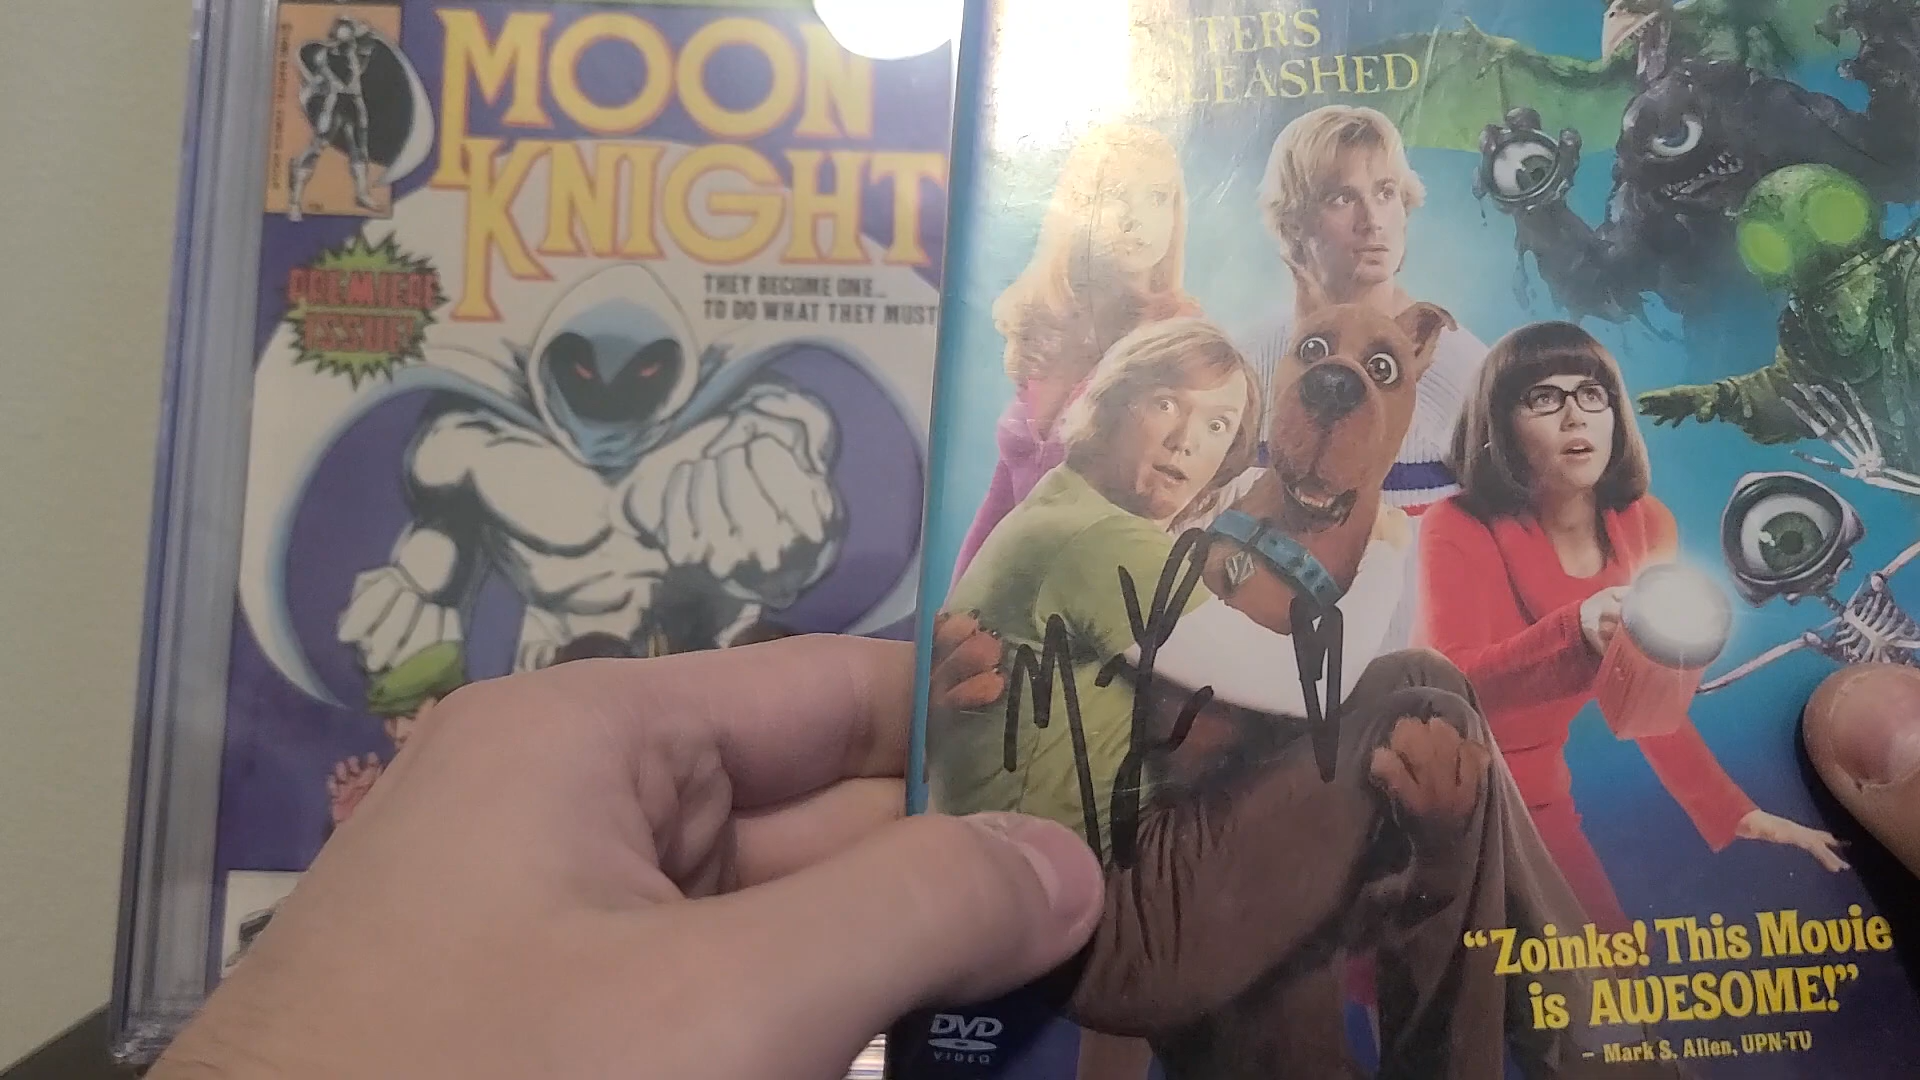 MOON
KNIGHT
PREMIERE
ISSUE!
THEY BECOME ONE...
TO DO WHAT THEY MUST
STERS
LEASHED
"Zoinks! This Movie
is AWESOME!"
– Mark S. Allen, UPN-TV
DVD
VIDEO